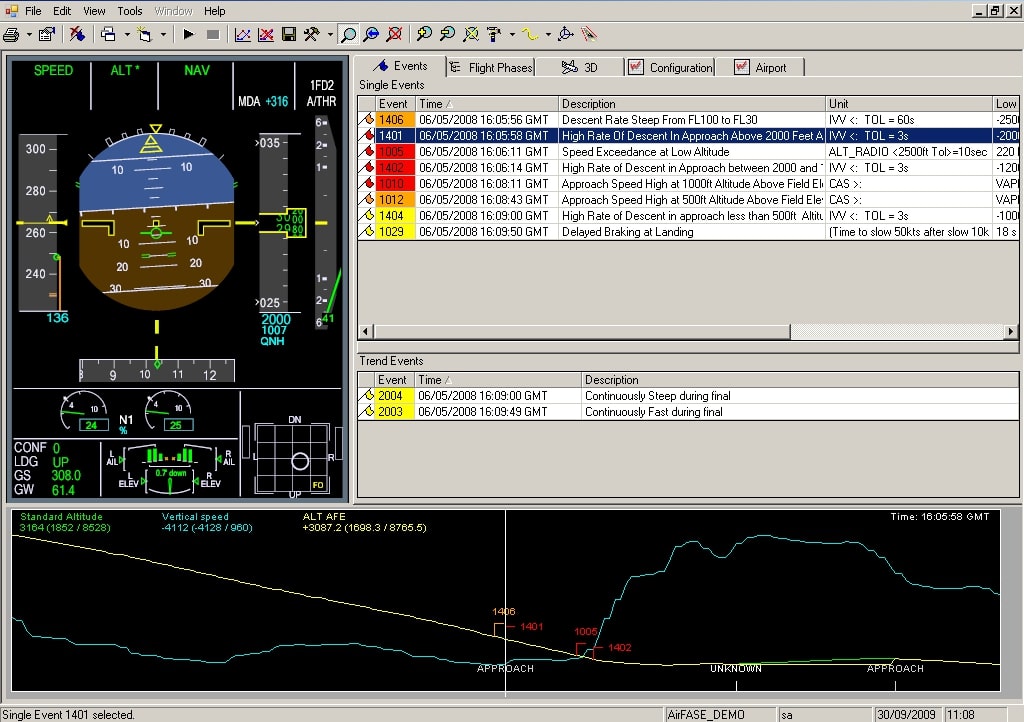 File Edit View Tools Window Help
SPEED ALT* NAV
MDA +316 1FD2
A/THR
300
280
260
240
136
10 10
10 10
20 20
30 30
035
025
2000
1007
QNH
6
2
1
1
2
6 41
8 9 10 11 12
4 10 24 N1 % 4 10 25
CONF 0
LDG UP
GS 308.0
GW 61.4
L AIL R AIL
0.7 down
L ELEV R ELEV
DN
L R
FO
UP
Events Flight Phases 3D Configuration Airport
Single Events
Event Time Description Unit Low
1406 06/05/2008 16:05:56 GMT Descent Rate Steep From FL100 to FL30 IVV <: TOL = 60s -250
1401 06/05/2008 16:05:58 GMT High Rate Of Descent In Approach Above 2000 Feet A IVV <: TOL = 3s -200
1005 06/05/2008 16:06:11 GMT Speed Exceedance at Low Altitude ALT_RADIO <2500ft Tol>=10sec 220
1402 06/05/2008 16:06:14 GMT High Rate of Descent in Approach between 2000 and IVV <: TOL = 3s -120
1010 06/05/2008 16:08:11 GMT Approach Speed High at 1000ft Altitude Above Field Ele CAS >: VAPI
1012 06/05/2008 16:08:43 GMT Approach Speed High at 500ft Altitude Above Field Ele CAS >: VAPI
1404 06/05/2008 16:09:00 GMT High Rate of Descent in approach less than 500ft Altitu IVV <: TOL = 3s -100
1029 06/05/2008 16:09:50 GMT Delayed Braking at Landing (Time to slow 50kts after slow 10k 18 s
Trend Events
Event Time Description
2004 06/05/2008 16:09:00 GMT Continuously Steep during final
2003 06/05/2008 16:09:49 GMT Continuously Fast during final
Standard Altitude Vertical speed ALT AFE Time: 16:05:58 GMT
3164 (1852 / 8528) -4112 (-4128 / 960) +3087.2 (1698.3 / 8765.5)
1406
1401
1005
1402
APPROACH UNKNOWN APPROACH
Single Event 1401 selected. AirFASE_DEMO sa 30/09/2009 11:08